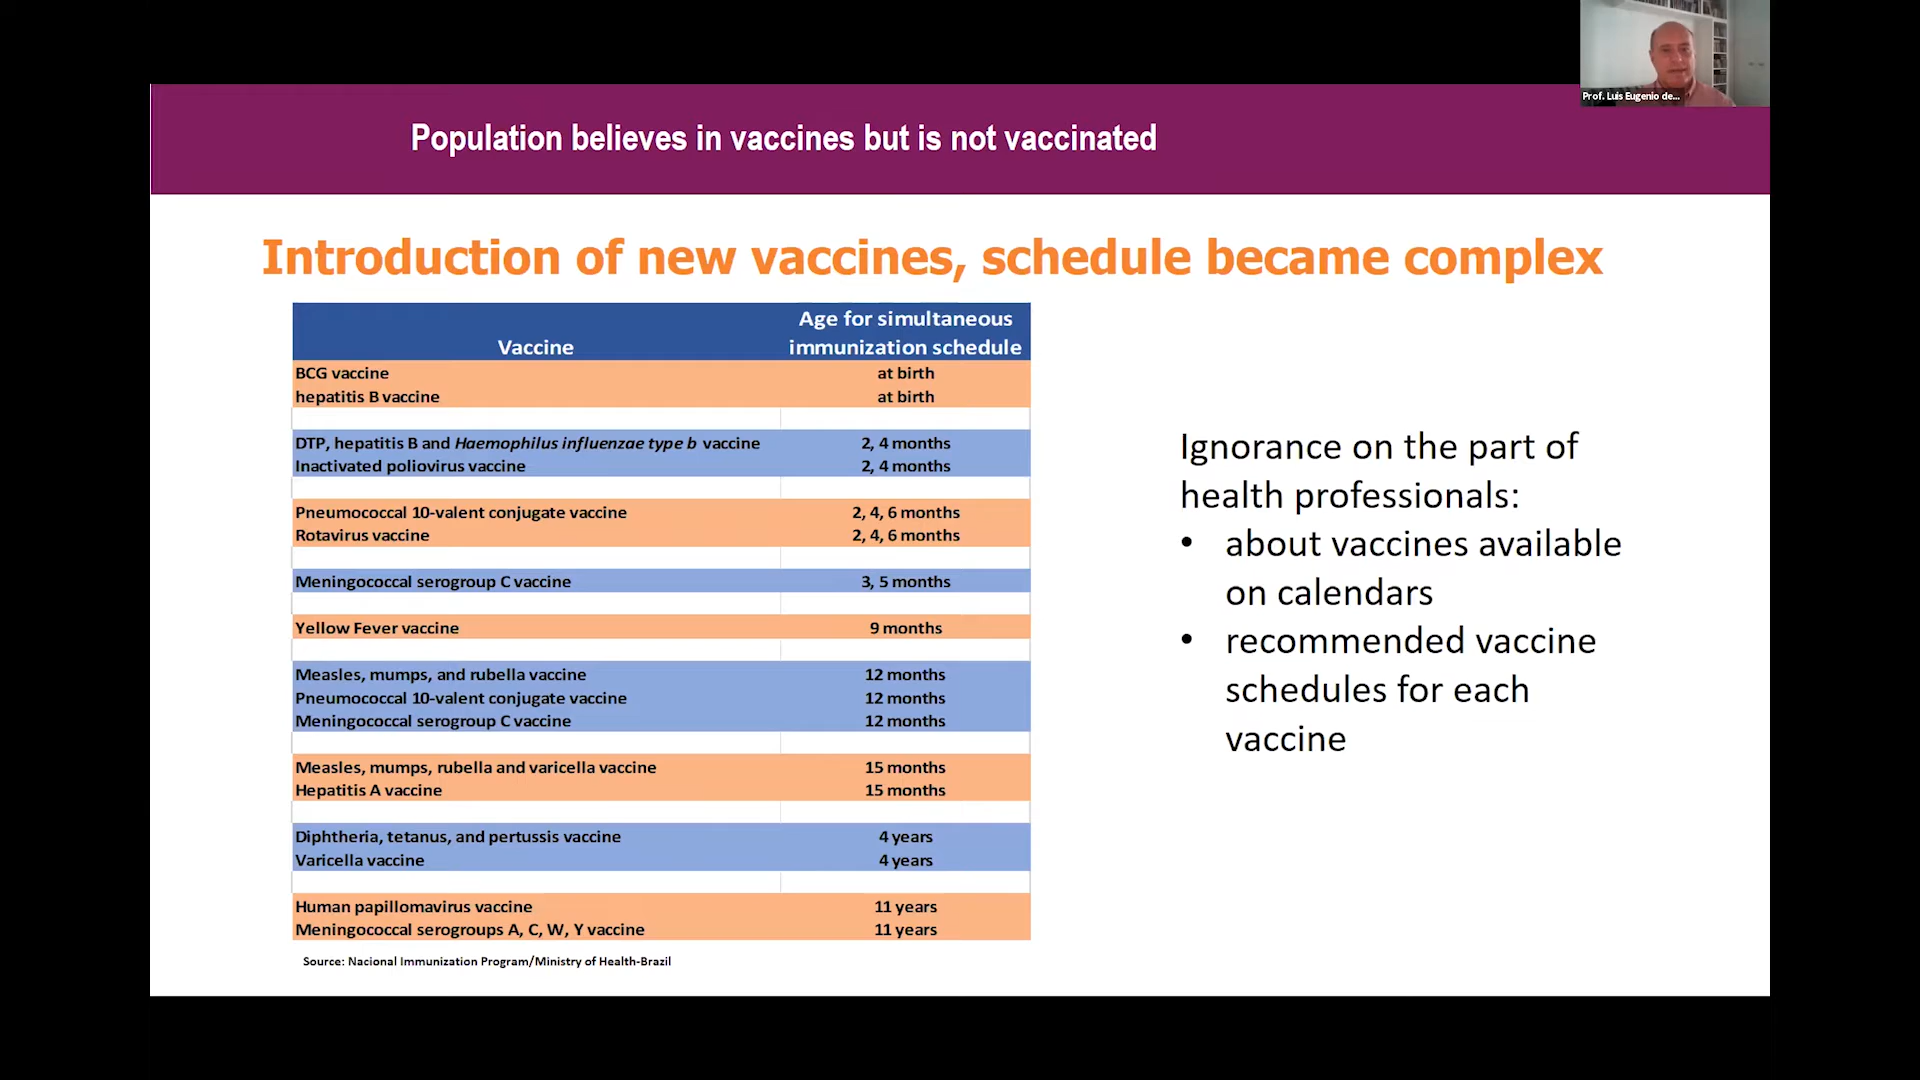 Prof. Luis Eugenio de...
Population believes in vaccines but is not vaccinated
Introduction of new vaccines, schedule became complex
Vaccine Age for simultaneous immunization schedule
BCG vaccine at birth
hepatitis B vaccine at birth
DTP, hepatitis B and Haemophilus influenzae type b vaccine 2, 4 months
Inactivated poliovirus vaccine 2, 4 months
Pneumococcal 10-valent conjugate vaccine 2, 4, 6 months
Rotavirus vaccine 2, 4, 6 months
Meningococcal serogroup C vaccine 3, 5 months
Yellow Fever vaccine 9 months
Measles, mumps, and rubella vaccine 12 months
Pneumococcal 10-valent conjugate vaccine 12 months
Meningococcal serogroup C vaccine 12 months
Measles, mumps, rubella and varicella vaccine 15 months
Hepatitis A vaccine 15 months
Diphtheria, tetanus, and pertussis vaccine 4 years
Varicella vaccine 4 years
Human papillomavirus vaccine 11 years
Meningococcal serogroups A, C, W, Y vaccine 11 years
Source: Nacional Immunization Program/Ministry of Health-Brazil
Ignorance on the part of
health professionals:
• about vaccines available
on calendars
• recommended vaccine
schedules for each
vaccine